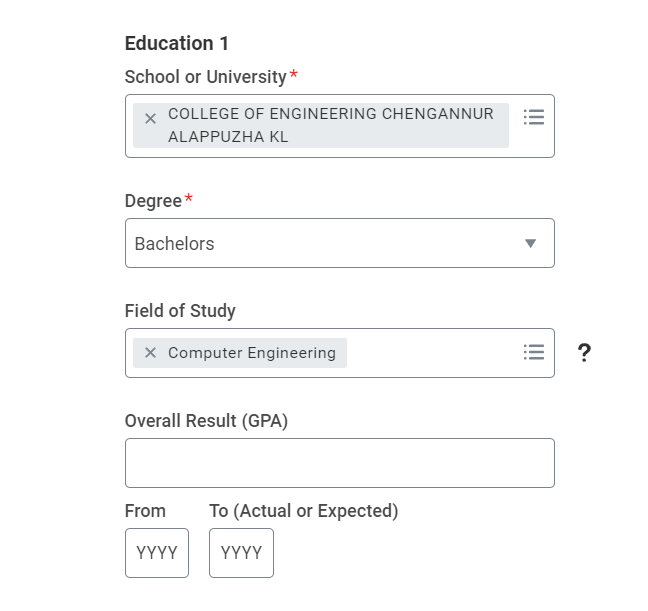 Education 1
School or University*
× COLLEGE OF ENGINEERING CHENGANNUR
ALAPPUZHA KL
Degree*
Bachelors
Field of Study
× Computer Engineering
?
Overall Result (GPA)
From To (Actual or Expected)
YYYY YYYY